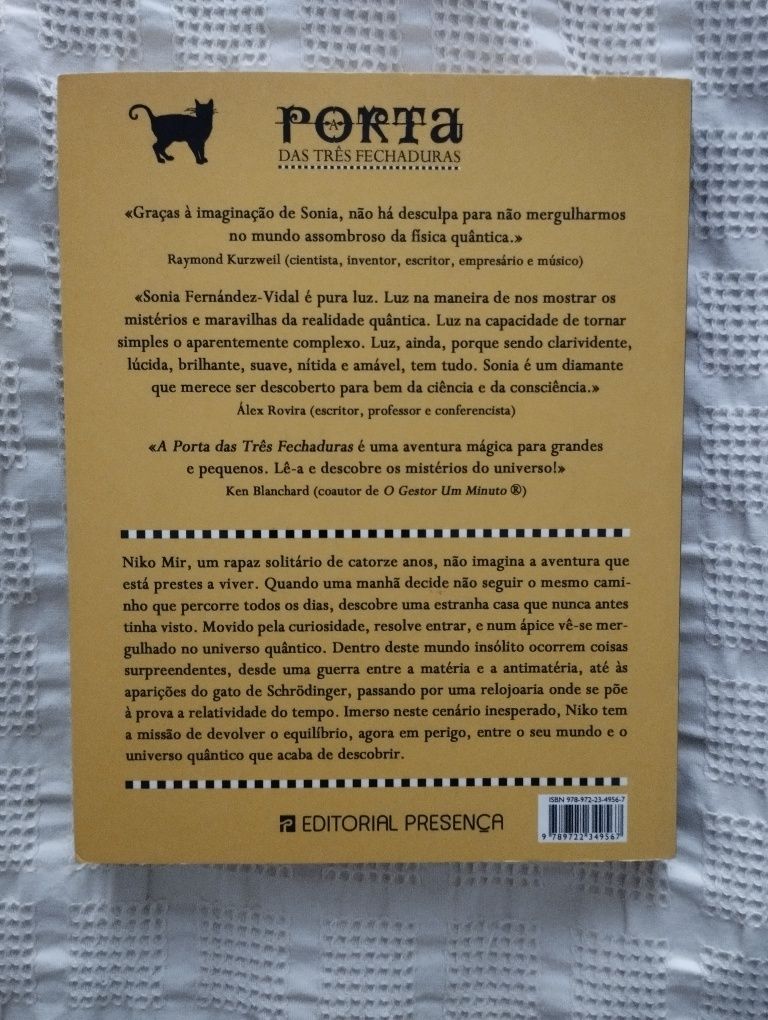 A PORTA
DAS TRÊS FECHADURAS
«Graças à imaginação de Sonia, não há desculpa para não mergulharmos
no mundo assombroso da física quântica.»
Raymond Kurzweil (cientista, inventor, escritor, empresário e músico)
«Sonia Fernández-Vidal é pura luz. Luz na maneira de nos mostrar os
mistérios e maravilhas da realidade quântica. Luz na capacidade de tornar
simples o aparentemente complexo. Luz, ainda, porque sendo clarividente,
lúcida, brilhante, suave, nítida e amável, tem tudo. Sonia é um diamante
que merece ser descoberto para bem da ciência e da consciência.»
Álex Rovira (escritor, professor e conferencista)
«A Porta das Três Fechaduras é uma aventura mágica para grandes
e pequenos. Lê-a e descobre os mistérios do universo!»
Ken Blanchard (coautor de O Gestor Um Minuto ®)
Niko Mir, um rapaz solitário de catorze anos, não imagina a aventura que
está prestes a viver. Quando uma manhã decide não seguir o mesmo cami-
nho que percorre todos os dias, descobre uma estranha casa que nunca antes
tinha visto. Movido pela curiosidade, resolve entrar, e num ápice vê-se mer-
gulhado no universo quântico. Dentro deste mundo insólito ocorrem coisas
surpreendentes, desde uma guerra entre a matéria e a antimatéria, até às
aparições do gato de Schrödinger, passando por uma relojoaria onde se põe
à prova a relatividade do tempo. Imerso neste cenário inesperado, Niko tem
a missão de devolver o equilíbrio, agora em perigo, entre o seu mundo e o
universo quântico que acaba de descobrir.
EDITORIAL PRESENÇA
ISBN 978-972-23-4956-7
9 789722 349567